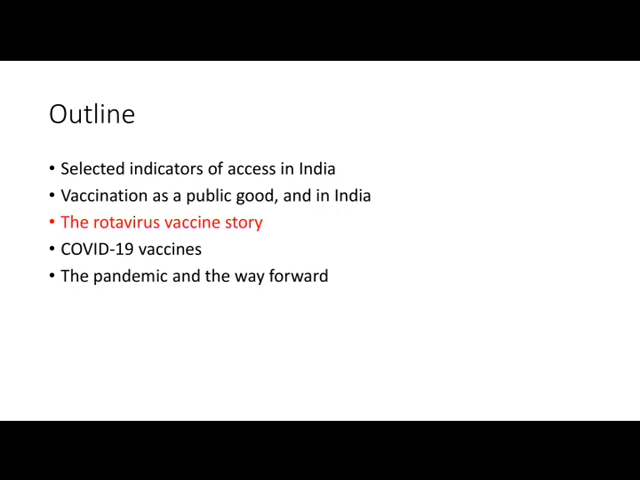 Outline
• Selected indicators of access in India
• Vaccination as a public good, and in India
• The rotavirus vaccine story
• COVID-19 vaccines
• The pandemic and the way forward